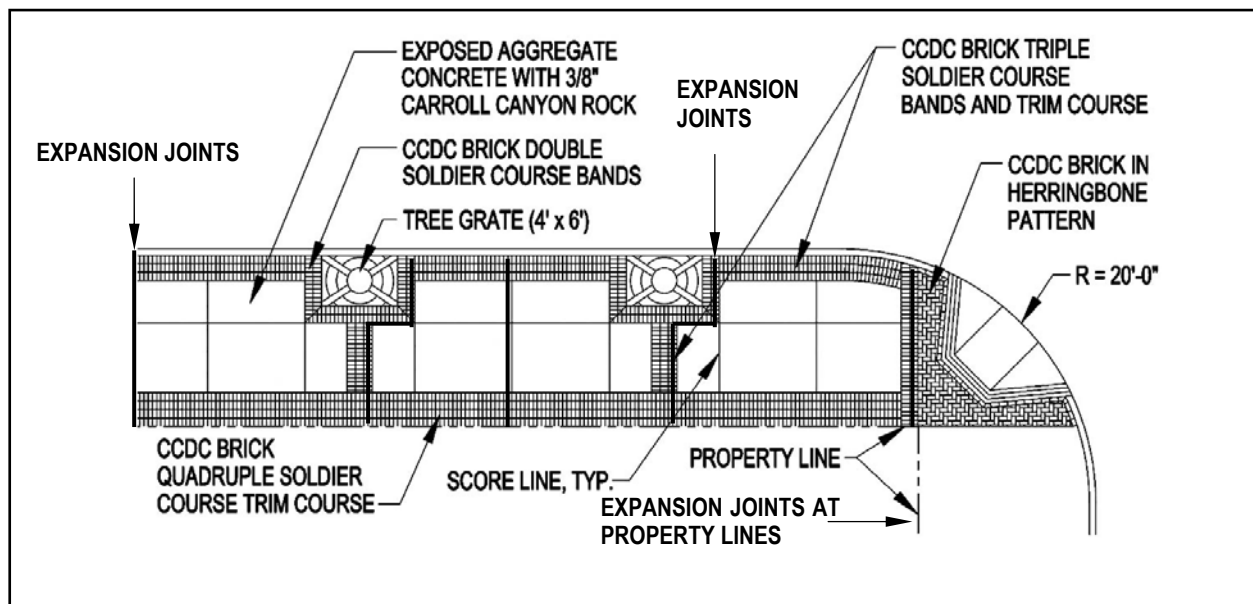 EXPOSED AGGREGATE
CONCRETE WITH 3/8"
CARROLL CANYON ROCK
CCDC BRICK TRIPLE
SOLDIER COURSE
BANDS AND TRIM COURSE
EXPANSION
JOINTS
EXPANSION JOINTS
CCDC BRICK DOUBLE
SOLDIER COURSE BANDS
CCDC BRICK IN
HERRINGBONE
PATTERN
TREE GRATE (4' x 6')
R = 20'-0"
CCDC BRICK
QUADRUPLE SOLDIER
COURSE TRIM COURSE
SCORE LINE, TYP.
PROPERTY LINE
EXPANSION JOINTS AT
PROPERTY LINES